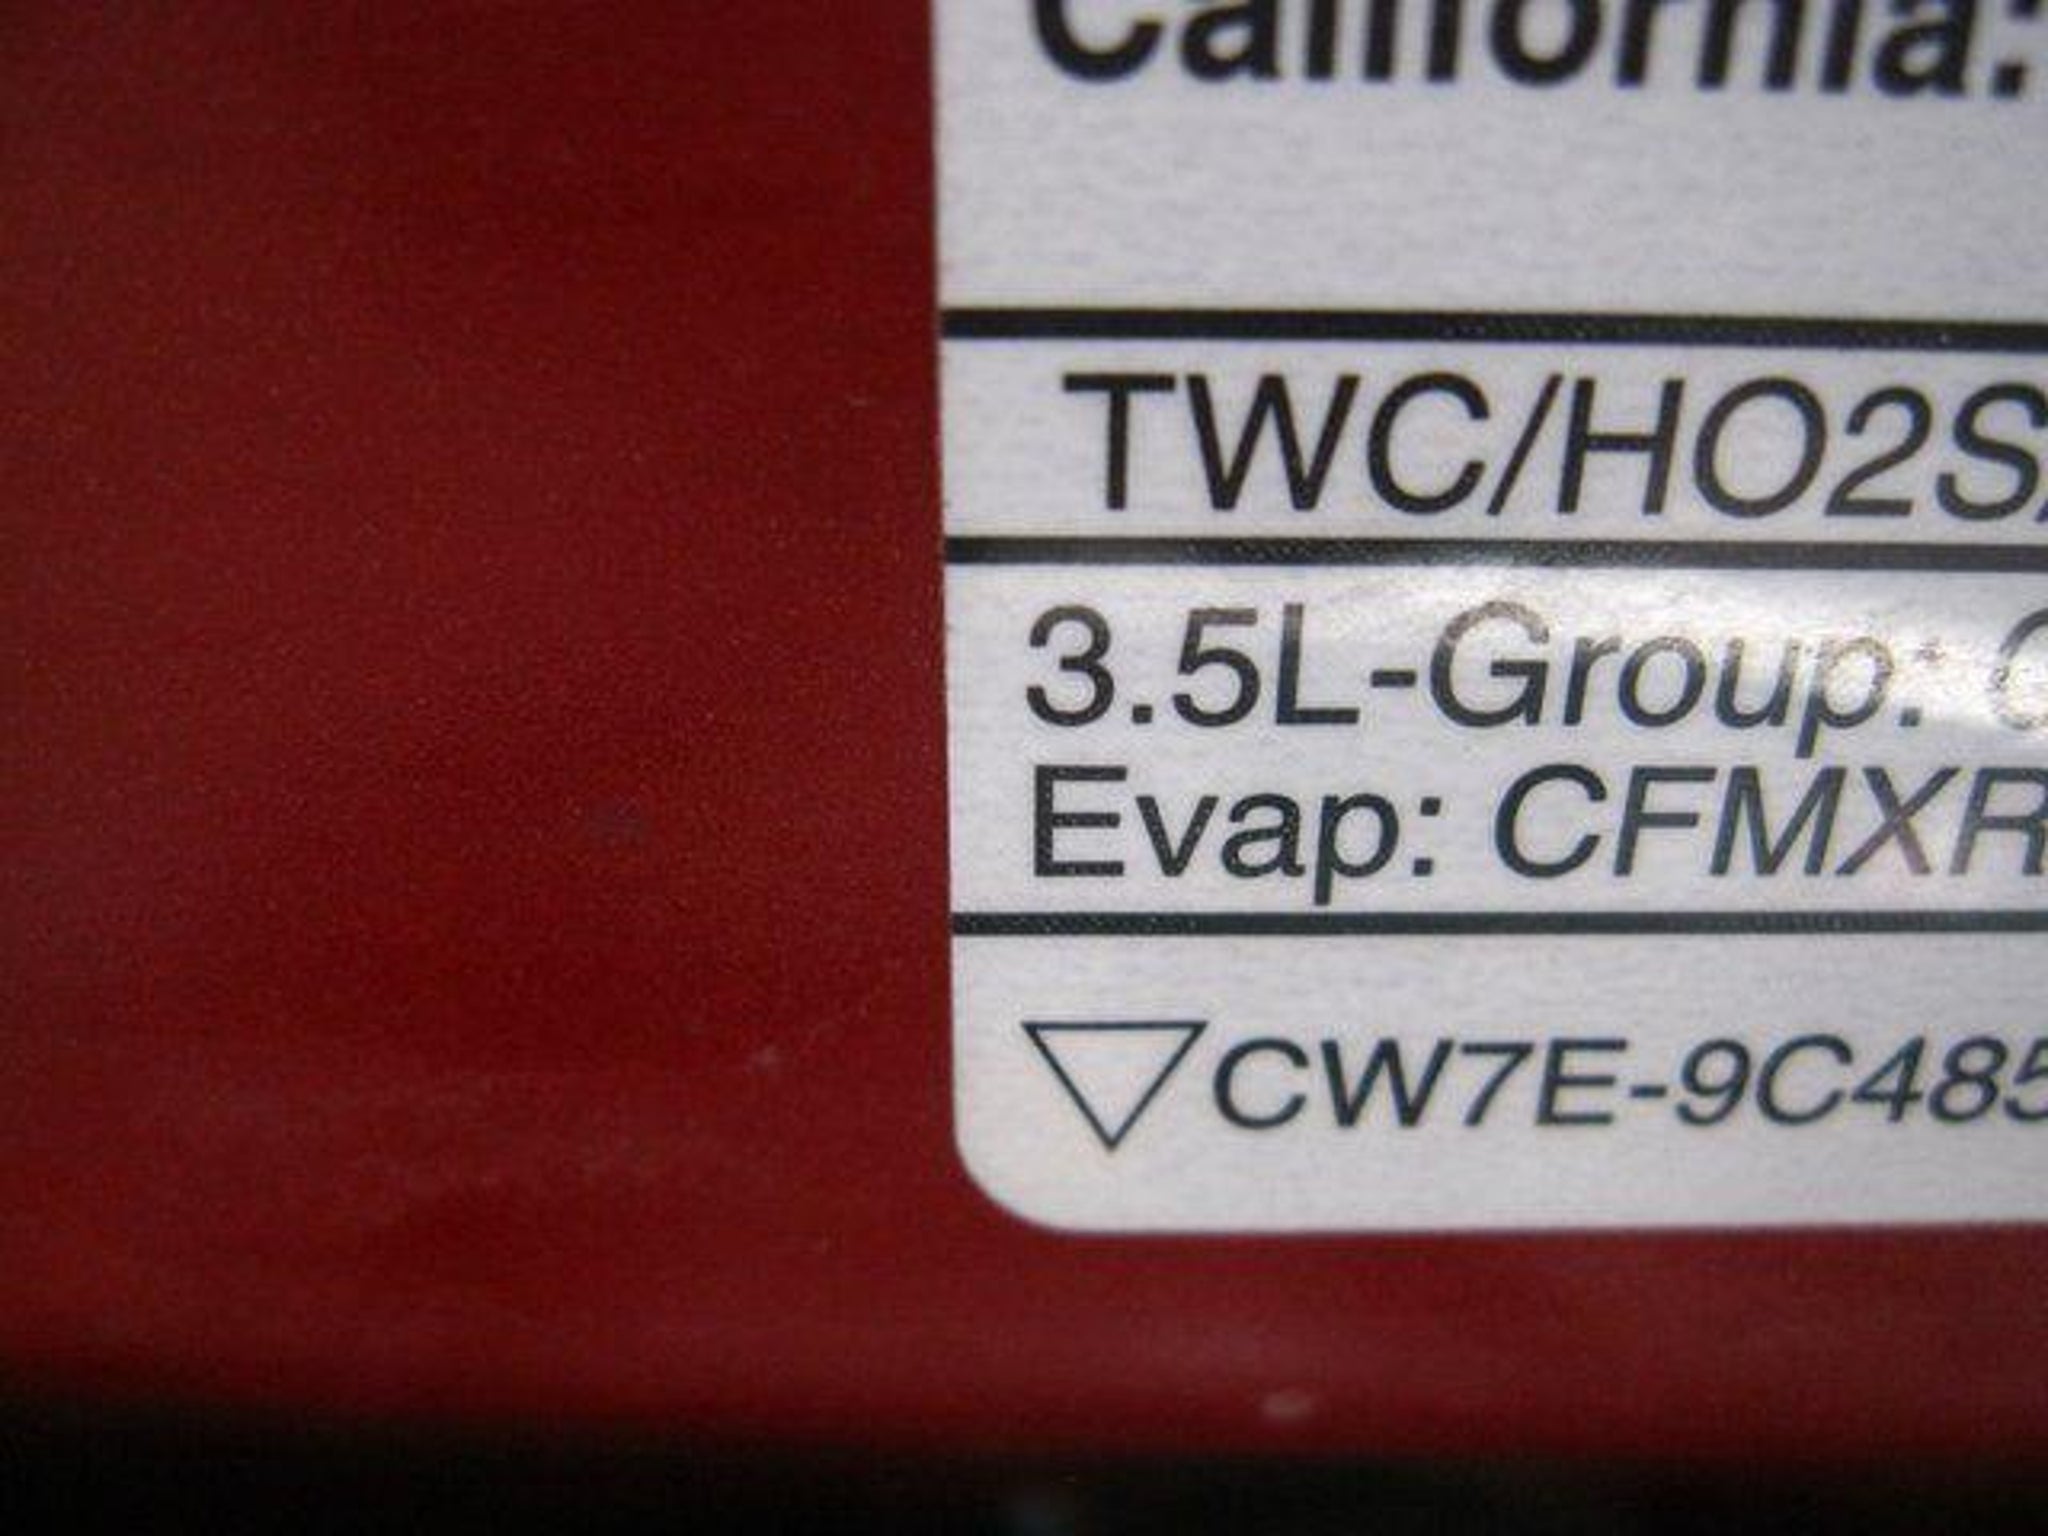 California:
TWC/HO2S
3.5L-Group:
Evap: CFMXR
CW7E-9C485